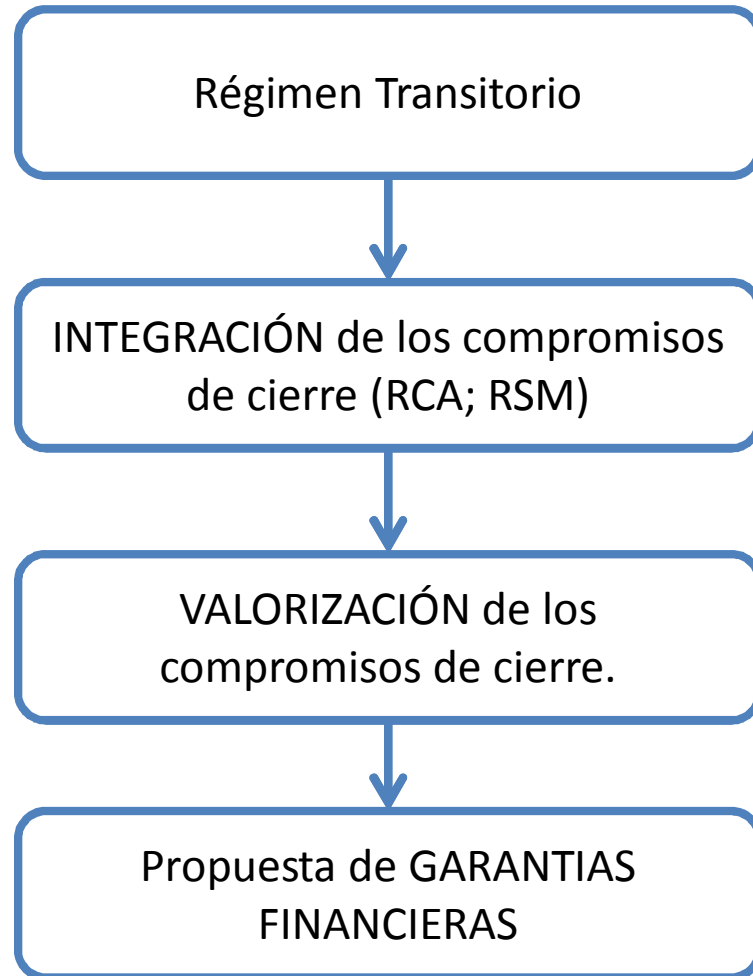 Régimen Transitorio
INTEGRACIÓN de los compromisos
de cierre (RCA; RSM)
VALORIZACIÓN de los
compromisos de cierre.
Propuesta de GARANTIAS
FINANCIERAS